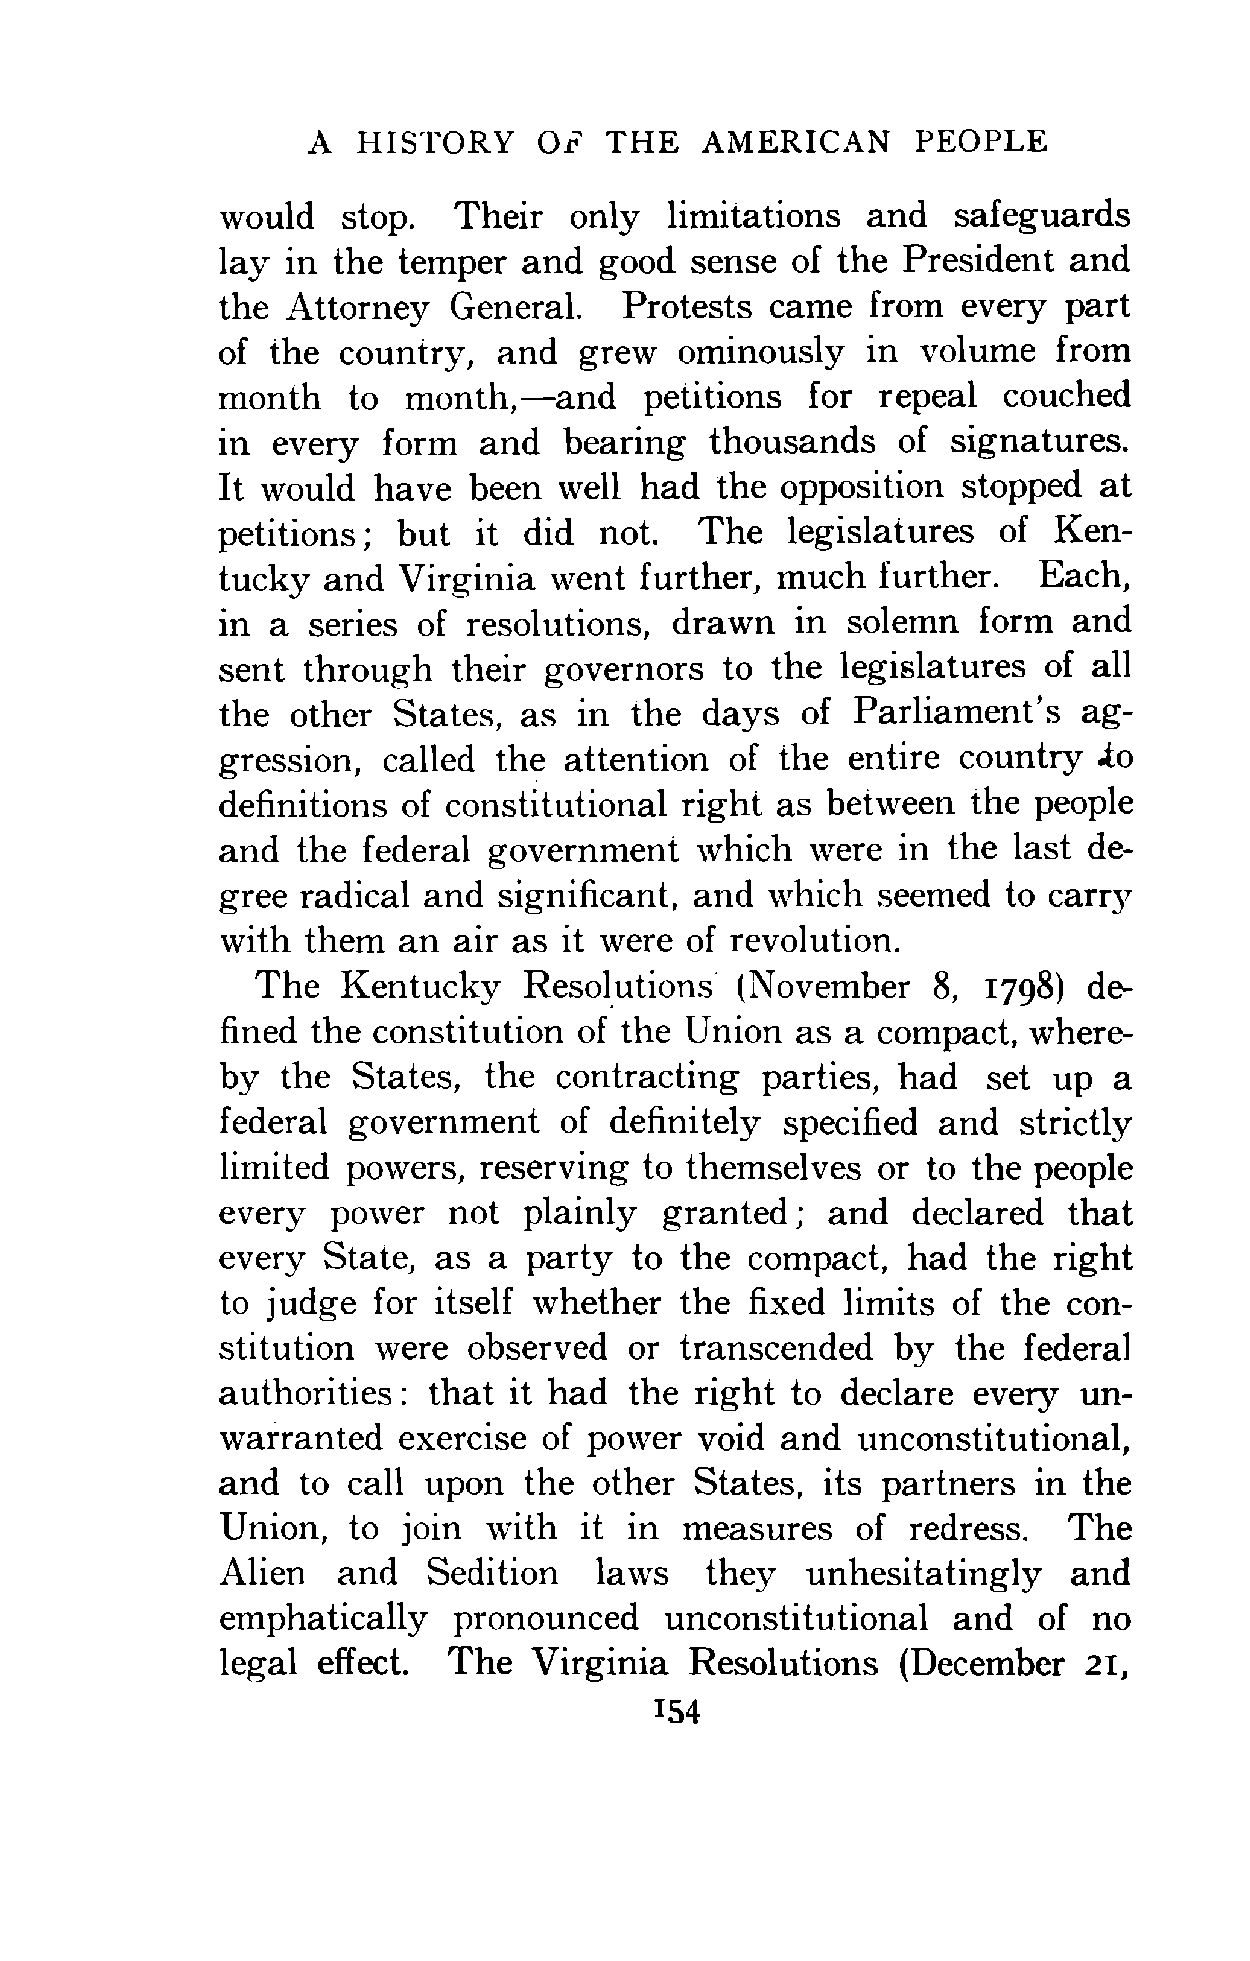 A HISTORY OF THE AMERICAN PEOPLE
would stop. Their only limitations and safeguards
lay in the temper and good sense of the President and
the Attorney General. Protests came from every part
of the country, and grew ominously in volume from
month to month,—and petitions for repeal couched
in every form and bearing thousands of signatures.
It would have been well had the opposition stopped at
petitions; but it did not. The legislatures of Ken-
tucky and Virginia went further, much further. Each,
in a series of resolutions, drawn in solemn form and
sent through their governors to the legislatures of all
the other States, as in the days of Parliament's ag-
gression, called the attention of the entire country to
definitions of constitutional right as between the people
and the federal government which were in the last de-
gree radical and significant, and which seemed to carry
with them an air as it were of revolution.
The Kentucky Resolutions (November 8, 1798) de-
fined the constitution of the Union as a compact, where-
by the States, the contracting parties, had set up a
federal government of definitely specified and strictly
limited powers, reserving to themselves or to the people
every power not plainly granted; and declared that
every State, as a party to the compact, had the right
to judge for itself whether the fixed limits of the con-
stitution were observed or transcended by the federal
authorities: that it had the right to declare every un-
warranted exercise of power void and unconstitutional,
and to call upon the other States, its partners in the
Union, to join with it in measures of redress. The
Alien and Sedition laws they unhesitatingly and
emphatically pronounced unconstitutional and of no
legal effect. The Virginia Resolutions (December 21,
154